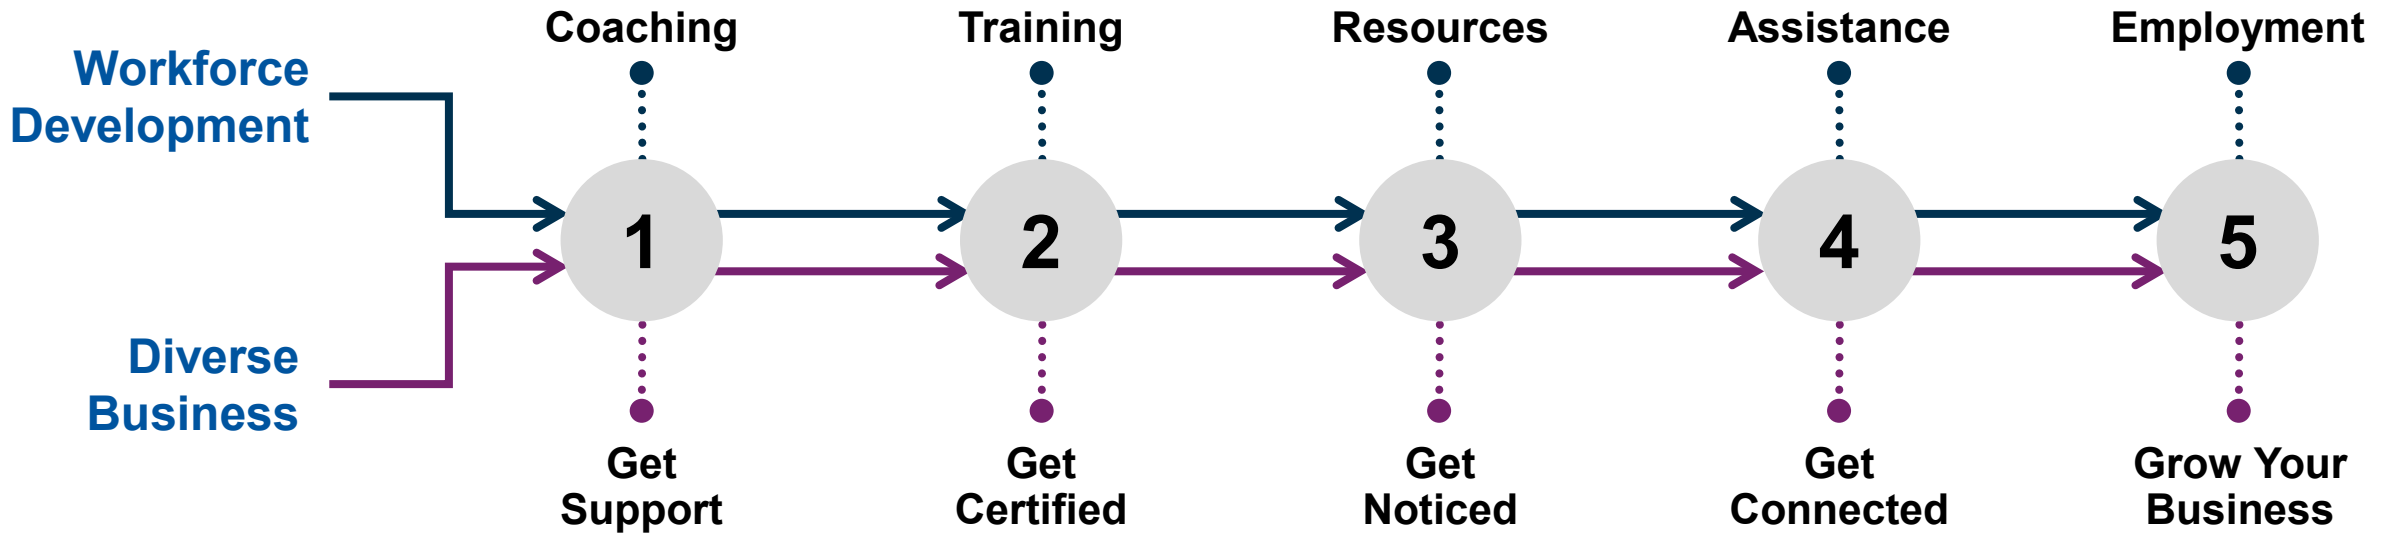 Workforce
Development
Diverse
Business
Coaching
Training
Resources
Assistance
Employment
1
2
3
4
5
Get
Support
Get
Certified
Get
Noticed
Get
Connected
Grow Your
Business